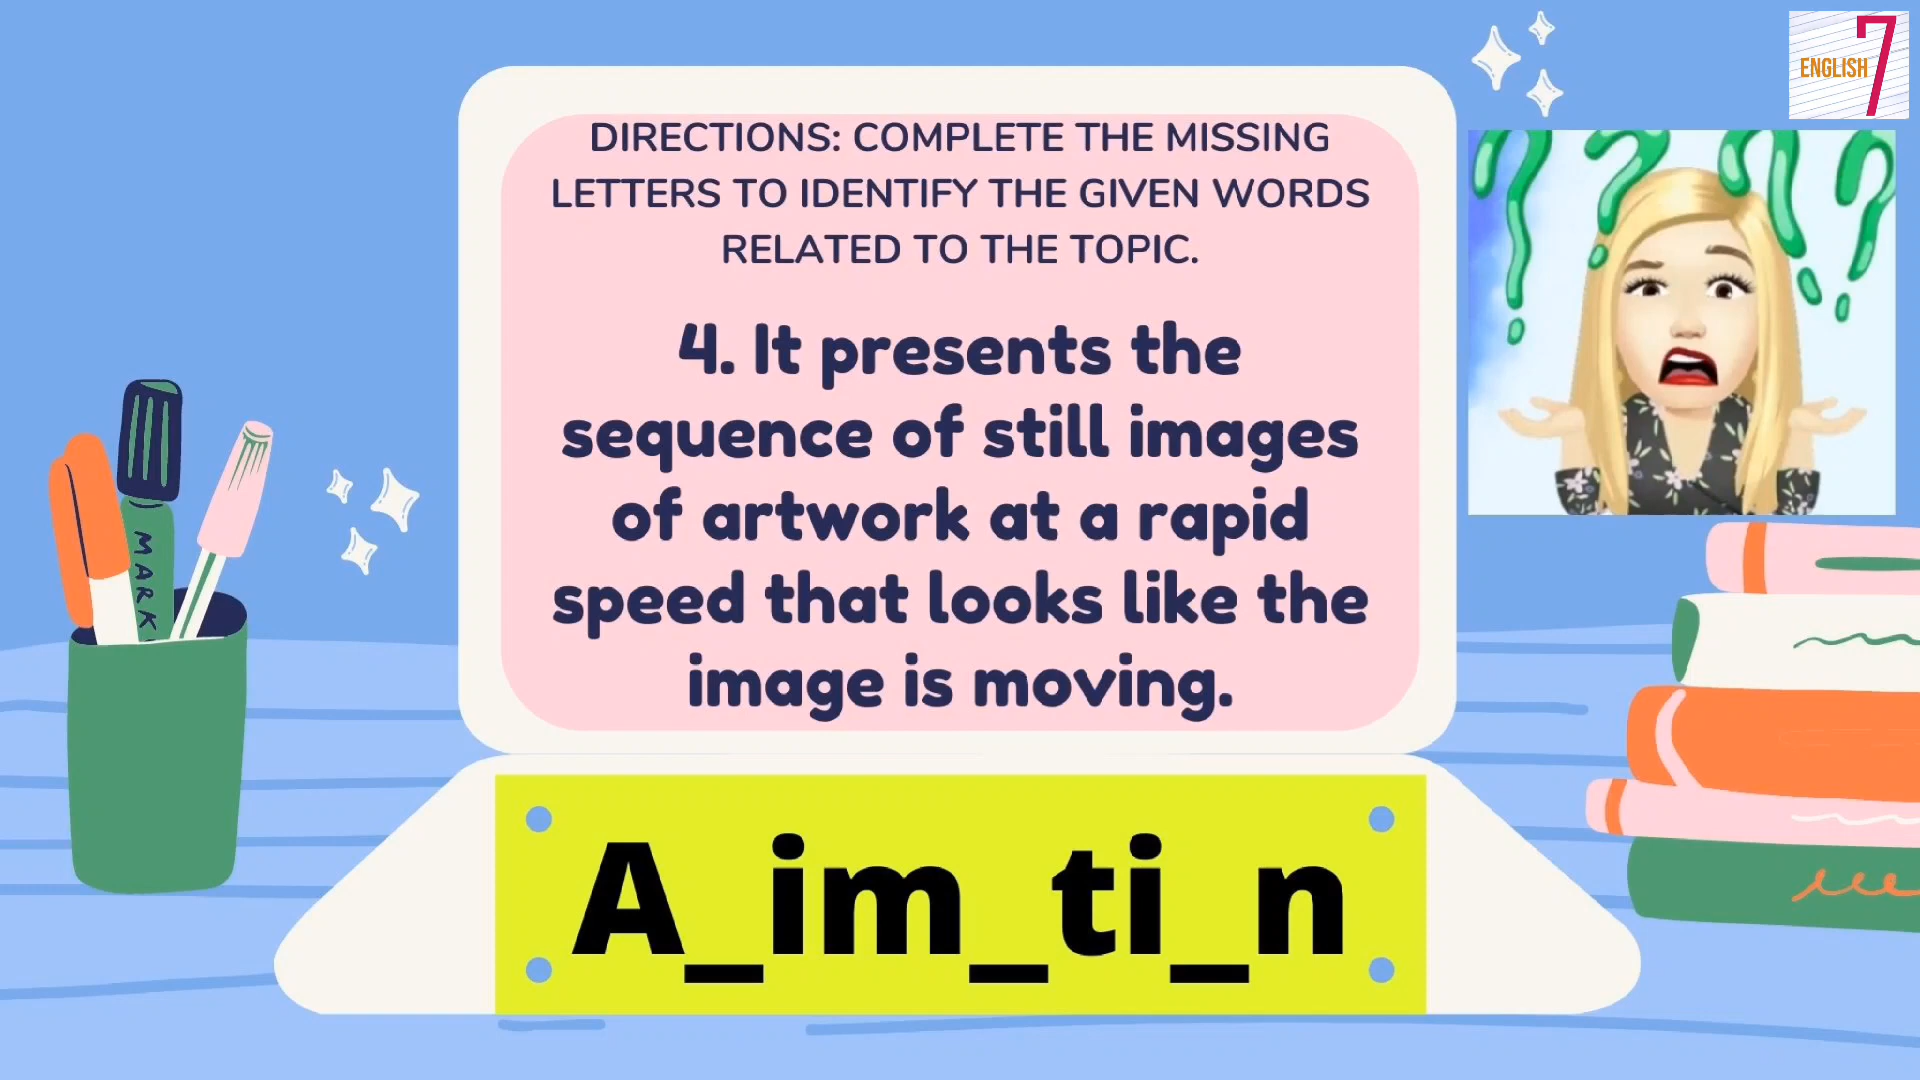 ENGLISH 7
DIRECTIONS: COMPLETE THE MISSING
LETTERS TO IDENTIFY THE GIVEN WORDS
RELATED TO THE TOPIC.
4. It presents the
sequence of still images
of artwork at a rapid
speed that looks like the
image is moving.
MARK
A_im_ti_n